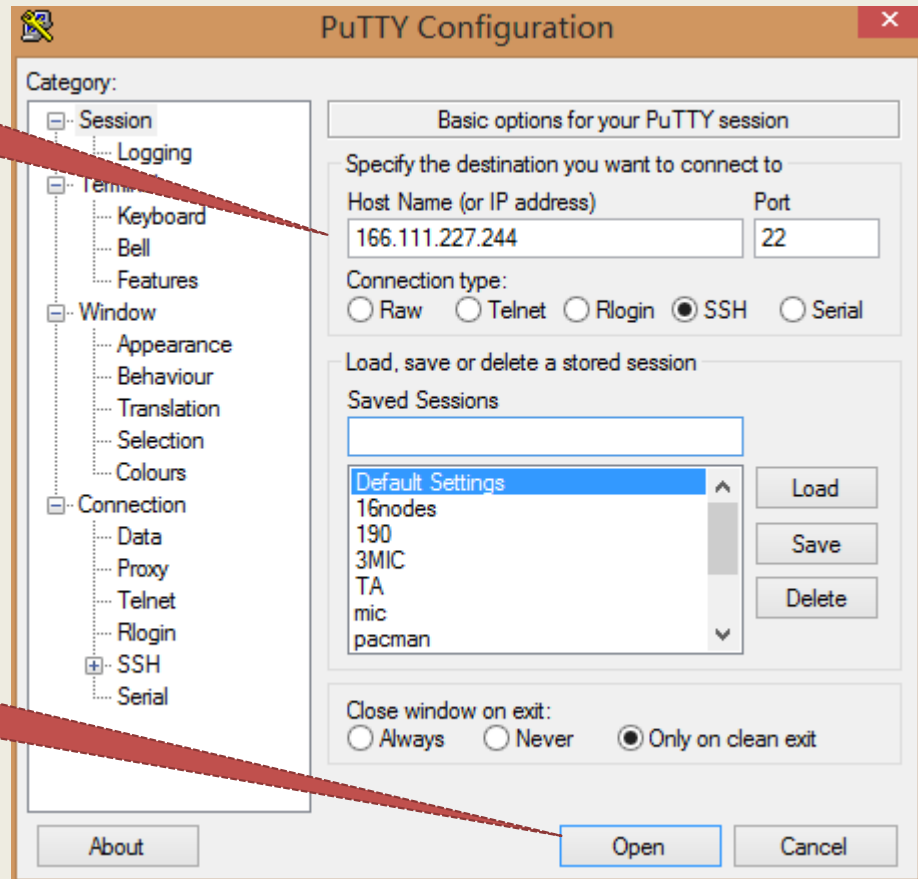 PuTTY Configuration
Category:
Session
Logging
Terminal
Keyboard
Bell
Features
Window
Appearance
Behaviour
Translation
Selection
Colours
Connection
Data
Proxy
Telnet
Rlogin
SSH
Serial
Basic options for your PuTTY session
Specify the destination you want to connect to
Host Name (or IP address) Port
166.111.227.244 22
Connection type:
Raw Telnet Rlogin SSH Serial
Load, save or delete a stored session
Saved Sessions
Default Settings
16nodes
190
3MIC
TA
mic
pacman
Load
Save
Delete
Close window on exit:
Always Never Only on clean exit
About Open Cancel